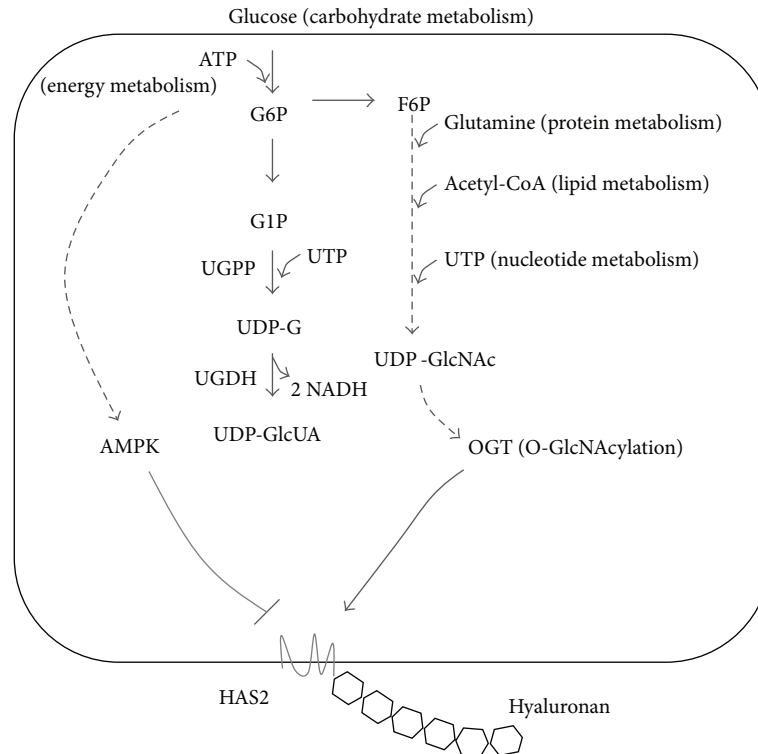 Glucose (carbohydrate metabolism)
ATP
(energy metabolism)
G6P
F6P
Glutamine (protein metabolism)
Acetyl-CoA (lipid metabolism)
G1P
UGPP
UTP
UTP (nucleotide metabolism)
UDP-G
UDP -GlcNAc
UGDH
2 NADH
UDP-GlcUA
AMPK
OGT (O-GlcNAcylation)
HAS2
Hyaluronan